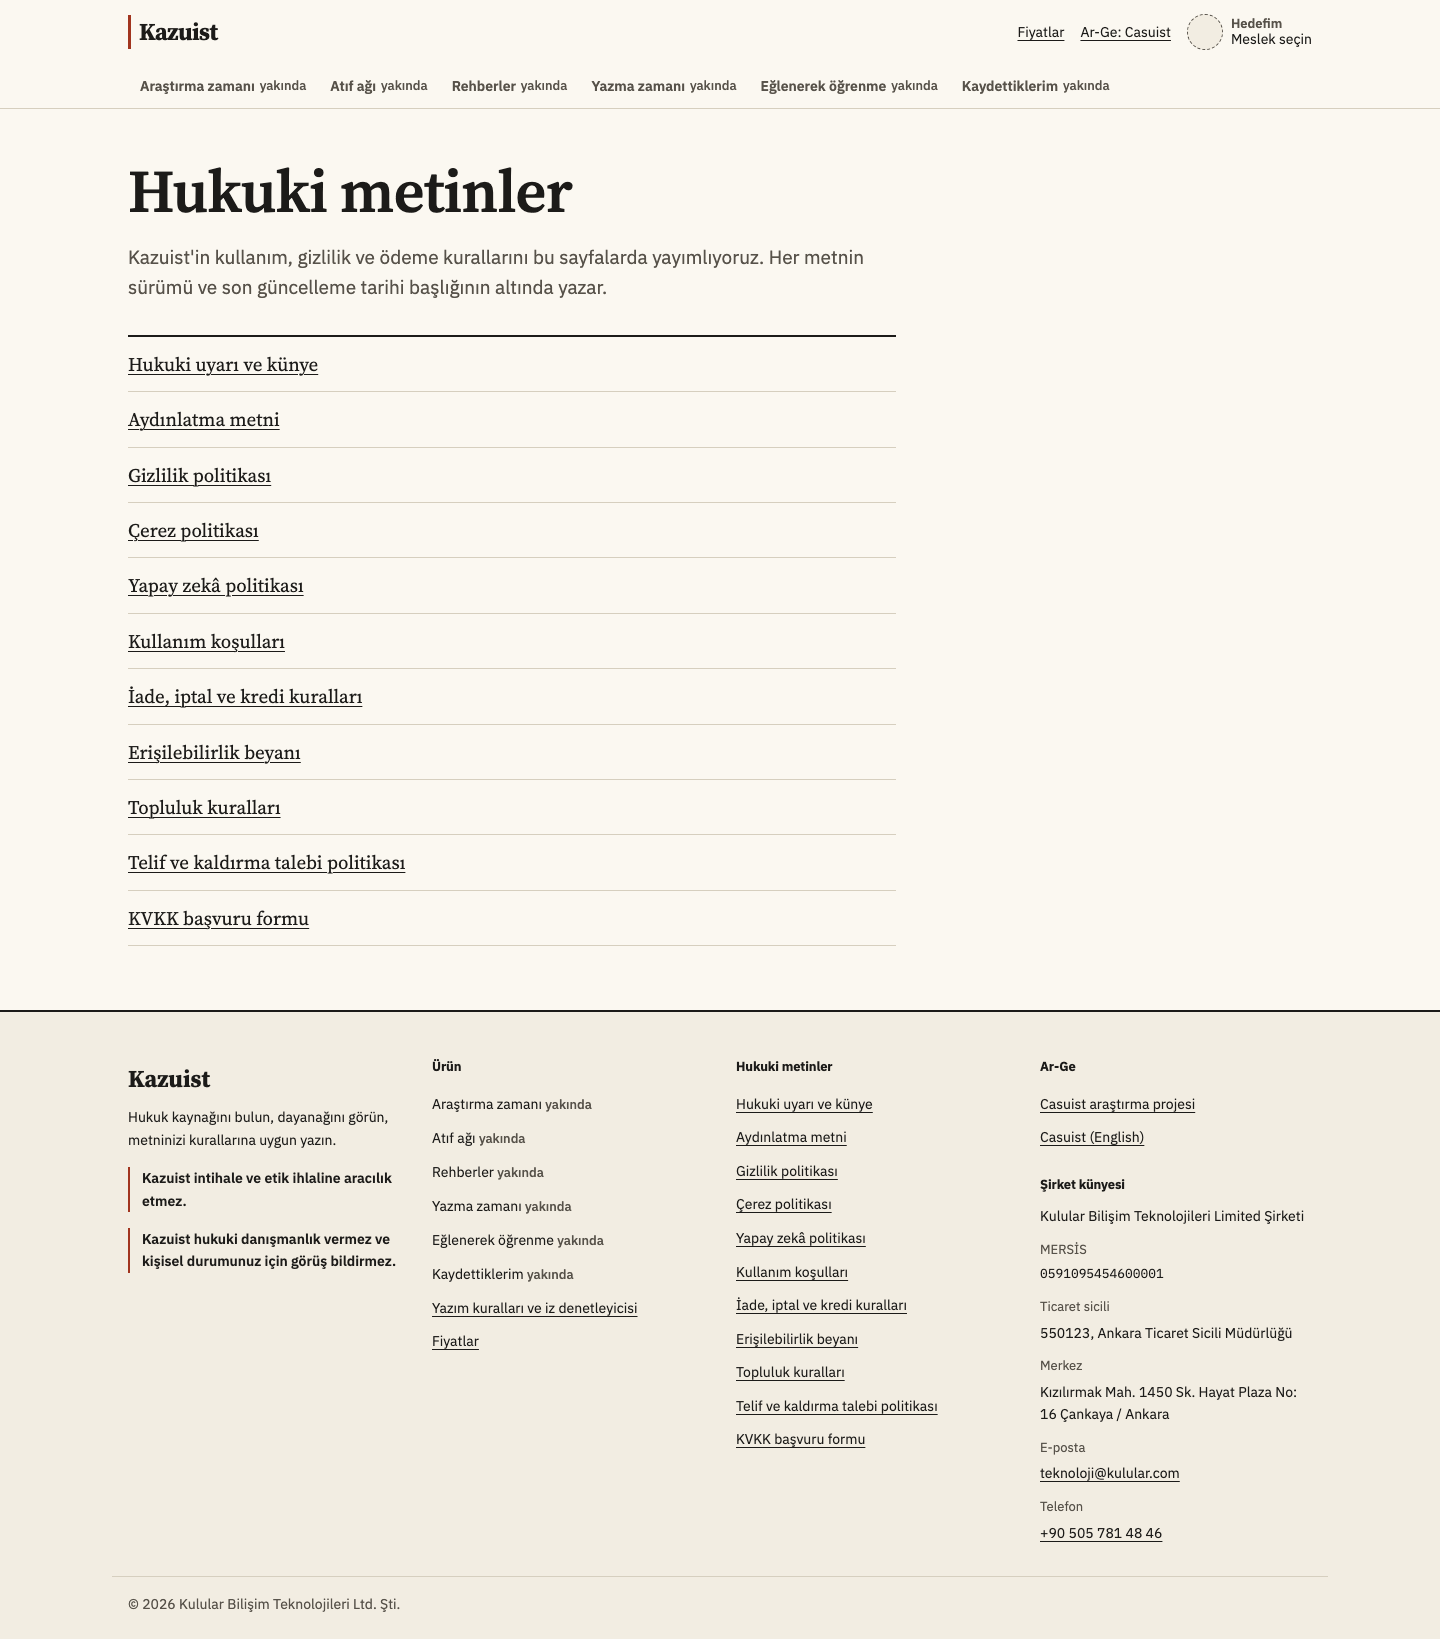 Kazuist
Fiyatlar
Ar-Ge: Casuist
Hedefim
Meslek seçin
Araştırma zamanı yakında
Atıf ağı yakında
Rehberler yakında
Yazma zamanı yakında
Eğlenerek öğrenme yakında
Kaydettiklerim yakında
Hukuki metinler
Kazuist'in kullanım, gizlilik ve ödeme kurallarını bu sayfalarda yayımlıyoruz. Her metnin
sürümü ve son güncelleme tarihi başlığının altında yazar.
Hukuki uyarı ve künye
Aydınlatma metni
Gizlilik politikası
Çerez politikası
Yapay zekâ politikası
Kullanım koşulları
İade, iptal ve kredi kuralları
Erişilebilirlik beyanı
Topluluk kuralları
Telif ve kaldırma talebi politikası
KVKK başvuru formu
Kazuist
Hukuk kaynağını bulun, dayanağını görün,
metninizi kurallarına uygun yazın.
Kazuist intihale ve etik ihlaline aracılık
etmez.
Kazuist hukuki danışmanlık vermez ve
kişisel durumunuz için görüş bildirmez.
Ürün
Araştırma zamanı yakında
Atıf ağı yakında
Rehberler yakında
Yazma zamanı yakında
Eğlenerek öğrenme yakında
Kaydettiklerim yakında
Yazım kuralları ve iz denetleyicisi
Fiyatlar
Hukuki metinler
Hukuki uyarı ve künye
Aydınlatma metni
Gizlilik politikası
Çerez politikası
Yapay zekâ politikası
Kullanım koşulları
İade, iptal ve kredi kuralları
Erişilebilirlik beyanı
Topluluk kuralları
Telif ve kaldırma talebi politikası
KVKK başvuru formu
Ar-Ge
Casuist araştırma projesi
Casuist (English)
Şirket künyesi
Kulular Bilişim Teknolojileri Limited Şirketi
MERSİS
0591095454600001
Ticaret sicili
550123, Ankara Ticaret Sicili Müdürlüğü
Merkez
Kızılırmak Mah. 1450 Sk. Hayat Plaza No:
16 Çankaya / Ankara
E-posta
teknoloji@kulular.com
Telefon
+90 505 781 48 46
© 2026 Kulular Bilişim Teknolojileri Ltd. Şti.